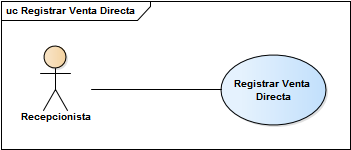 uc Registrar Venta Directa
Recepcionista
Registrar Venta
Directa